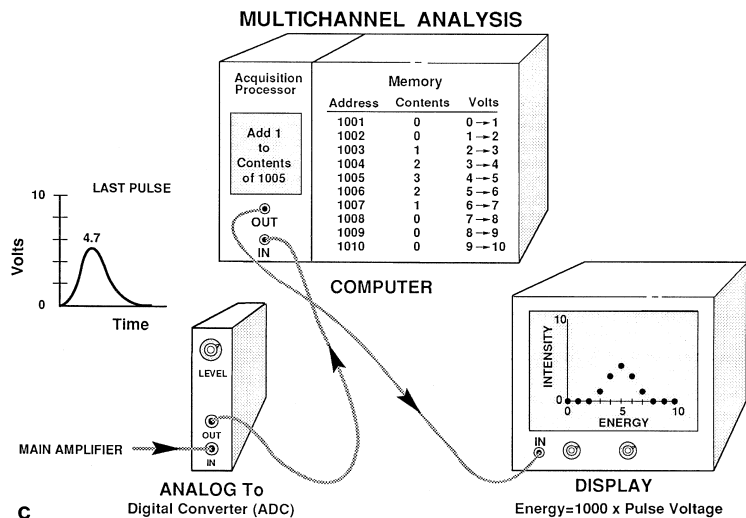 MULTICHANNEL ANALYSIS
Acquisition
Processor
Add 1
to
Contents
of 1005
OUT
IN
Memory
Address Contents Volts
1001 0 0→1
1002 0 1→2
1003 1 2→3
1004 2 3→4
1005 3 4→5
1006 2 5→6
1007 1 6→7
1008 0 7→8
1009 0 8→9
1010 0 9→10
COMPUTER
LAST PULSE
10
4.7
Volts
0
Time
LEVEL
OUT
IN
MAIN AMPLIFIER
ANALOG To
Digital Converter (ADC)
10
INTENSITY
0
0 5 10
ENERGY
IN
DISPLAY
Energy=1000 x Pulse Voltage
C